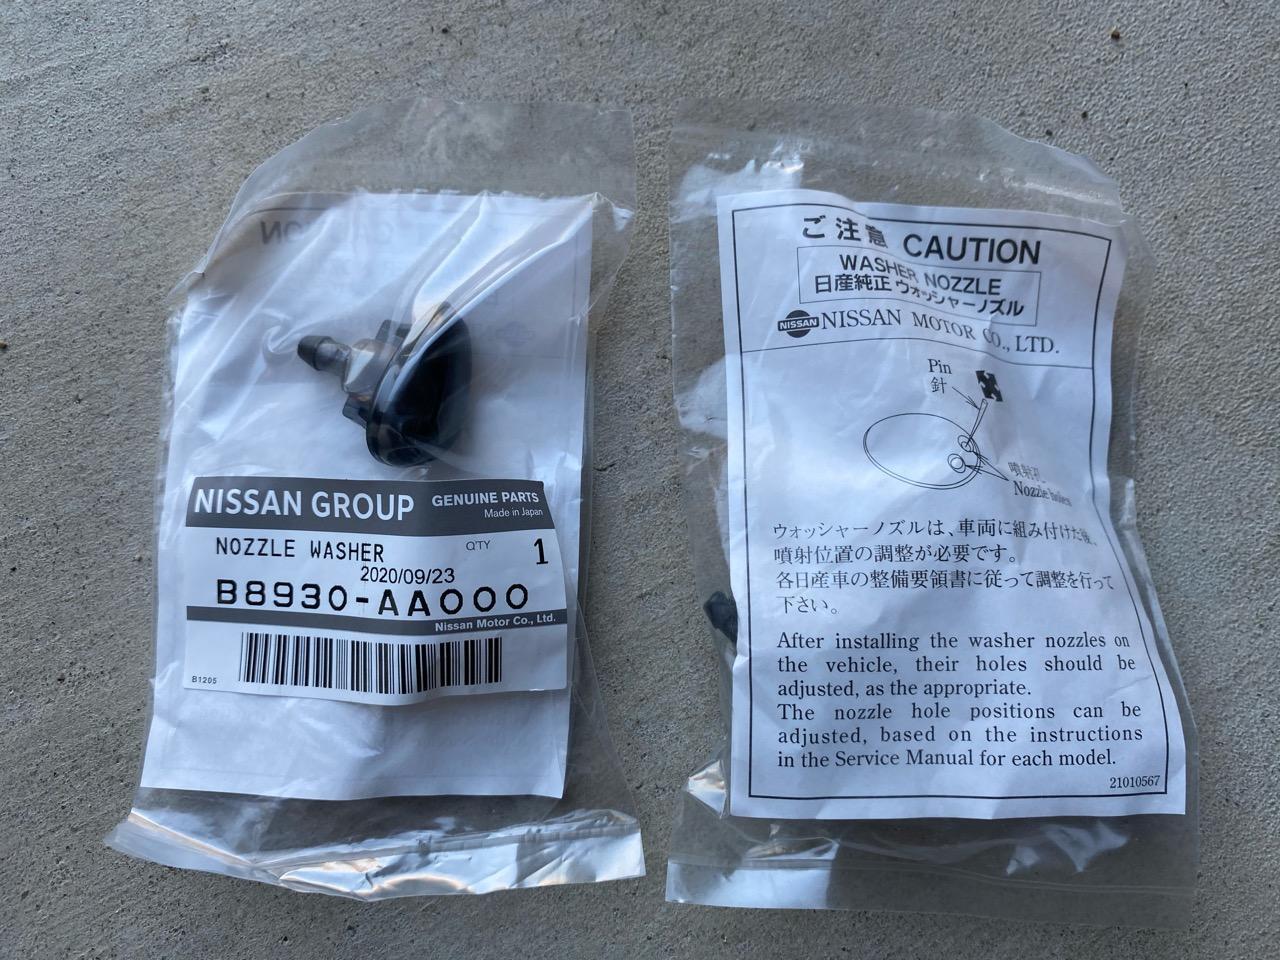 NISSAN GROUP
GENUINE PARTS
Made in Japan
NOZZLE WASHER
Q'TY 1
2020/09/23
B8930-AA000
Nissan Motor Co., Ltd.
B1205
ご注意 CAUTION
WASHER NOZZLE
日産純正 ウォッシャーノズル
NISSAN NISSAN MOTOR CO., LTD.
Pin
針
噴射孔
Nozzle holes
ウォッシャーノズルは、車両に組み付けた後、
噴射位置の調整が必要です。
各日産車の整備要領書に従って調整を行って
下さい。
After installing the washer nozzles on
the vehicle, their holes should be
adjusted, as the appropriate.
The nozzle hole positions can be
adjusted, based on the instructions
in the Service Manual for each model.
21010567